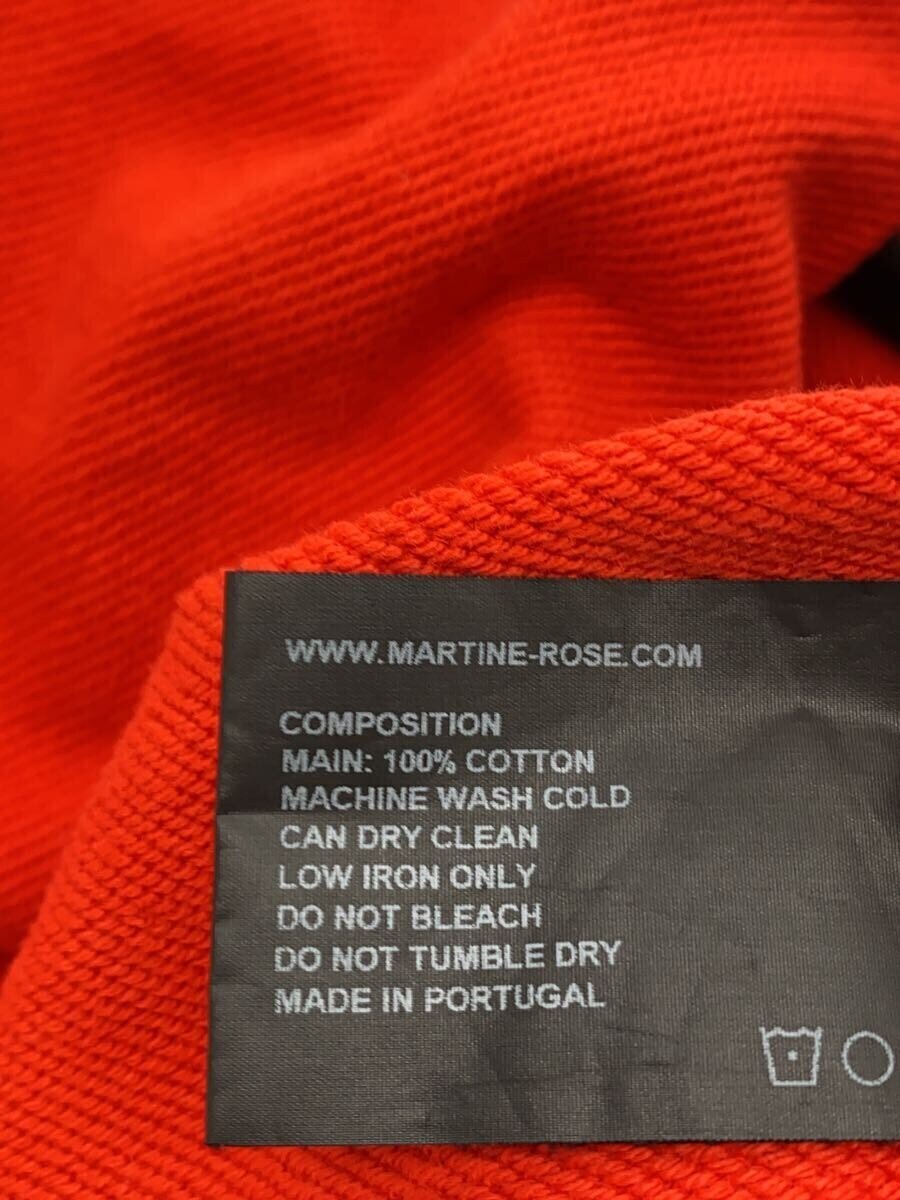 WWW.MARTINE-ROSE.COM
COMPOSITION
MAIN: 100% COTTON
MACHINE WASH COLD
CAN DRY CLEAN
LOW IRON ONLY
DO NOT BLEACH
DO NOT TUMBLE DRY
MADE IN PORTUGAL